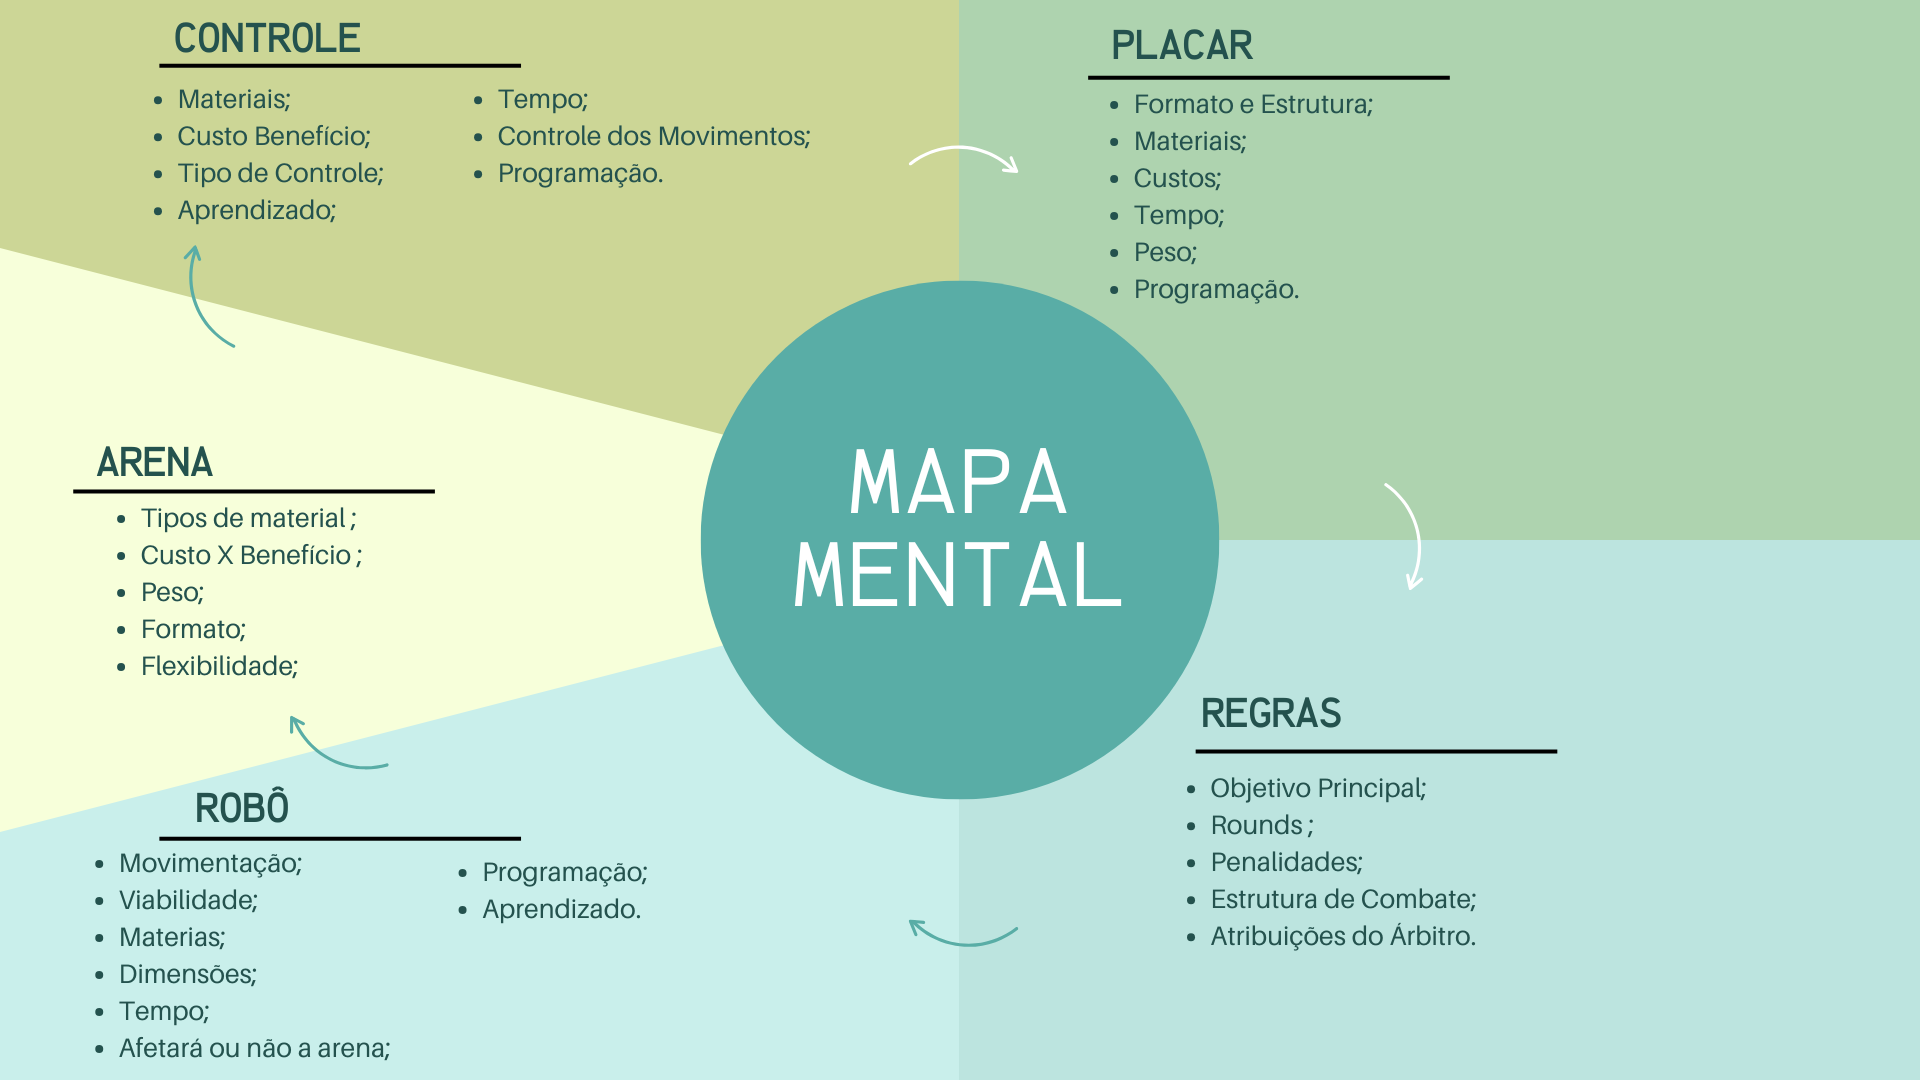 CONTROLE
Materiais;
Custo Benefício;
Tipo de Controle;
Aprendizado;
Tempo;
Controle dos Movimentos;
Programação.
PLACAR
Formato e Estrutura;
Materiais;
Custos;
Tempo;
Peso;
Programação.
MAPA
MENTAL
ARENA
Tipos de material ;
Custo X Benefício ;
Peso;
Formato;
Flexibilidade;
REGRAS
Objetivo Principal;
Rounds ;
Penalidades;
Estrutura de Combate;
Atribuições do Árbitro.
ROBÔ
Movimentação;
Viabilidade;
Materias;
Dimensões;
Tempo;
Afetará ou não a arena;
Programação;
Aprendizado.